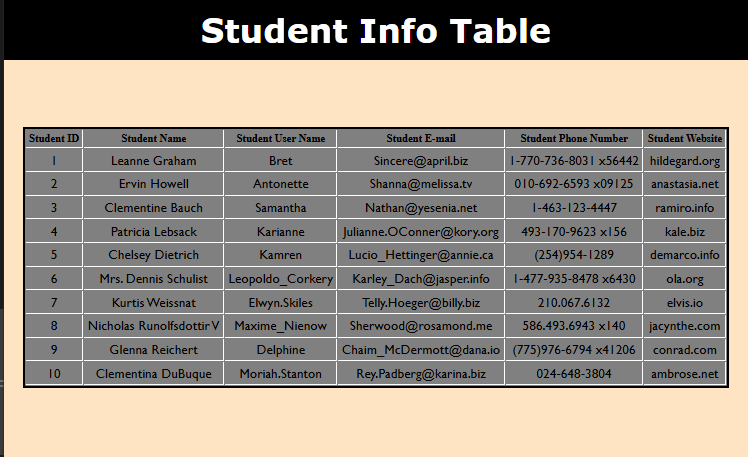 Student Info Table
Student ID Student Name Student User Name Student E-mail Student Phone Number Student Website
1 Leanne Graham Bret Sincere@april.biz 1-770-736-8031 x56442 hildegard.org
2 Ervin Howell Antonette Shanna@melissa.tv 010-692-6593 x09125 anastasia.net
3 Clementine Bauch Samantha Nathan@yesenia.net 1-463-123-4447 ramiro.info
4 Patricia Lebsack Karianne Julianne.OConner@kory.org 493-170-9623 x156 kale.biz
5 Chelsey Dietrich Kamren Lucio_Hettinger@annie.ca (254)954-1289 demarco.info
6 Mrs. Dennis Schulist Leopoldo_Corkery Karley_Dach@jasper.info 1-477-935-8478 x6430 ola.org
7 Kurtis Weissnat Elwyn.Skiles Telly.Hoeger@billy.biz 210.067.6132 elvis.io
8 Nicholas Runolfsdottir V Maxime_Nienow Sherwood@rosamond.me 586.493.6943 x140 jacynthe.com
9 Glenna Reichert Delphine Chaim_McDermott@dana.io (775)976-6794 x41206 conrad.com
10 Clementina DuBuque Moriah.Stanton Rey.Padberg@karina.biz 024-648-3804 ambrose.net